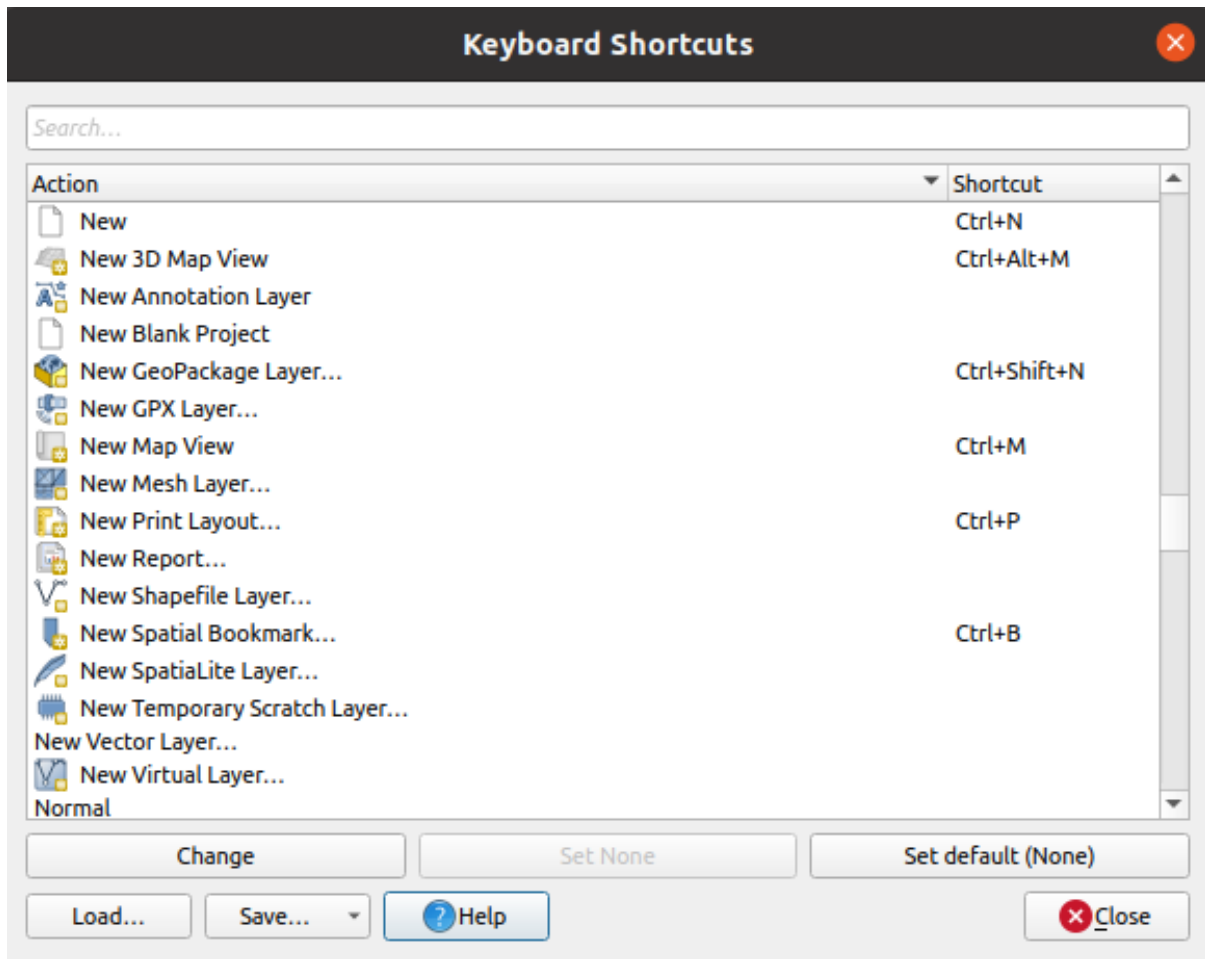 Keyboard Shortcuts
Search...
Action Shortcut
New Ctrl+N
New 3D Map View Ctrl+Alt+M
New Annotation Layer
New Blank Project
New GeoPackage Layer... Ctrl+Shift+N
New GPX Layer...
New Map View Ctrl+M
New Mesh Layer...
New Print Layout... Ctrl+P
New Report...
New Shapefile Layer...
New Spatial Bookmark... Ctrl+B
New SpatiaLite Layer...
New Temporary Scratch Layer...
New Vector Layer...
New Virtual Layer...
Normal
Change Set None Set default (None)
Load... Save... Help Close